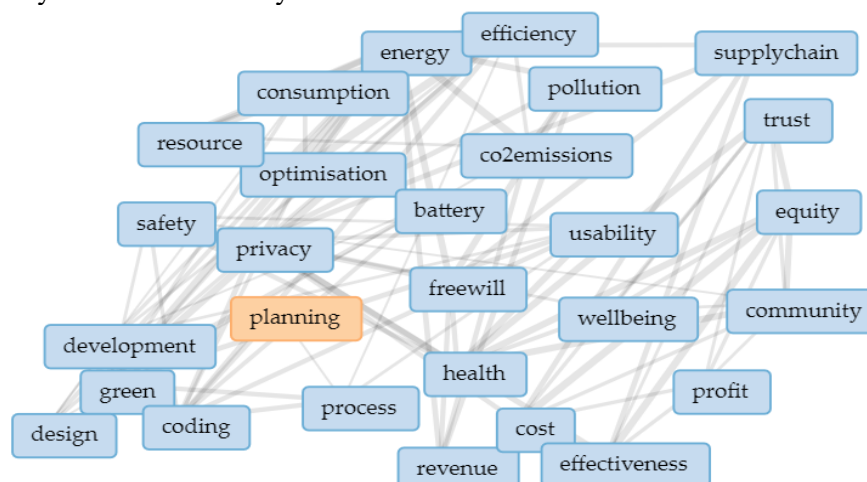 efficiency
energy
supplychain
consumption
pollution
trust
resource
co2emissions
optimisation
battery
equity
safety
usability
privacy
freewill
planning
wellbeing
community
development
health
green
profit
process
design
coding
cost
revenue
effectiveness